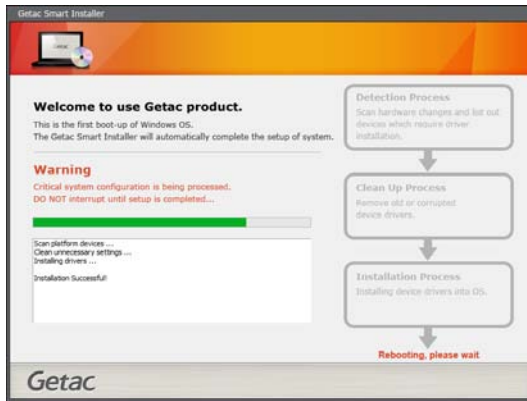 Getac Smart Installer
Getac
Welcome to use Getac product.
This is the first boot-up of Windows OS.
The Getac Smart Installer will automatically complete the setup of system.
Warning
Critical system configuration is being processed.
DO NOT interrupt until setup is completed...
Scan platform devices ...
Clean unnecessary settings ...
Installing drivers ...
Installation Successful!
Detection Process
Scan hardware changes and list out
devices which require driver
installation.
Clean Up Process
Remove old or corrupted
device drivers.
Installation Process
Installing device drivers into OS.
Rebooting, please wait
Getac